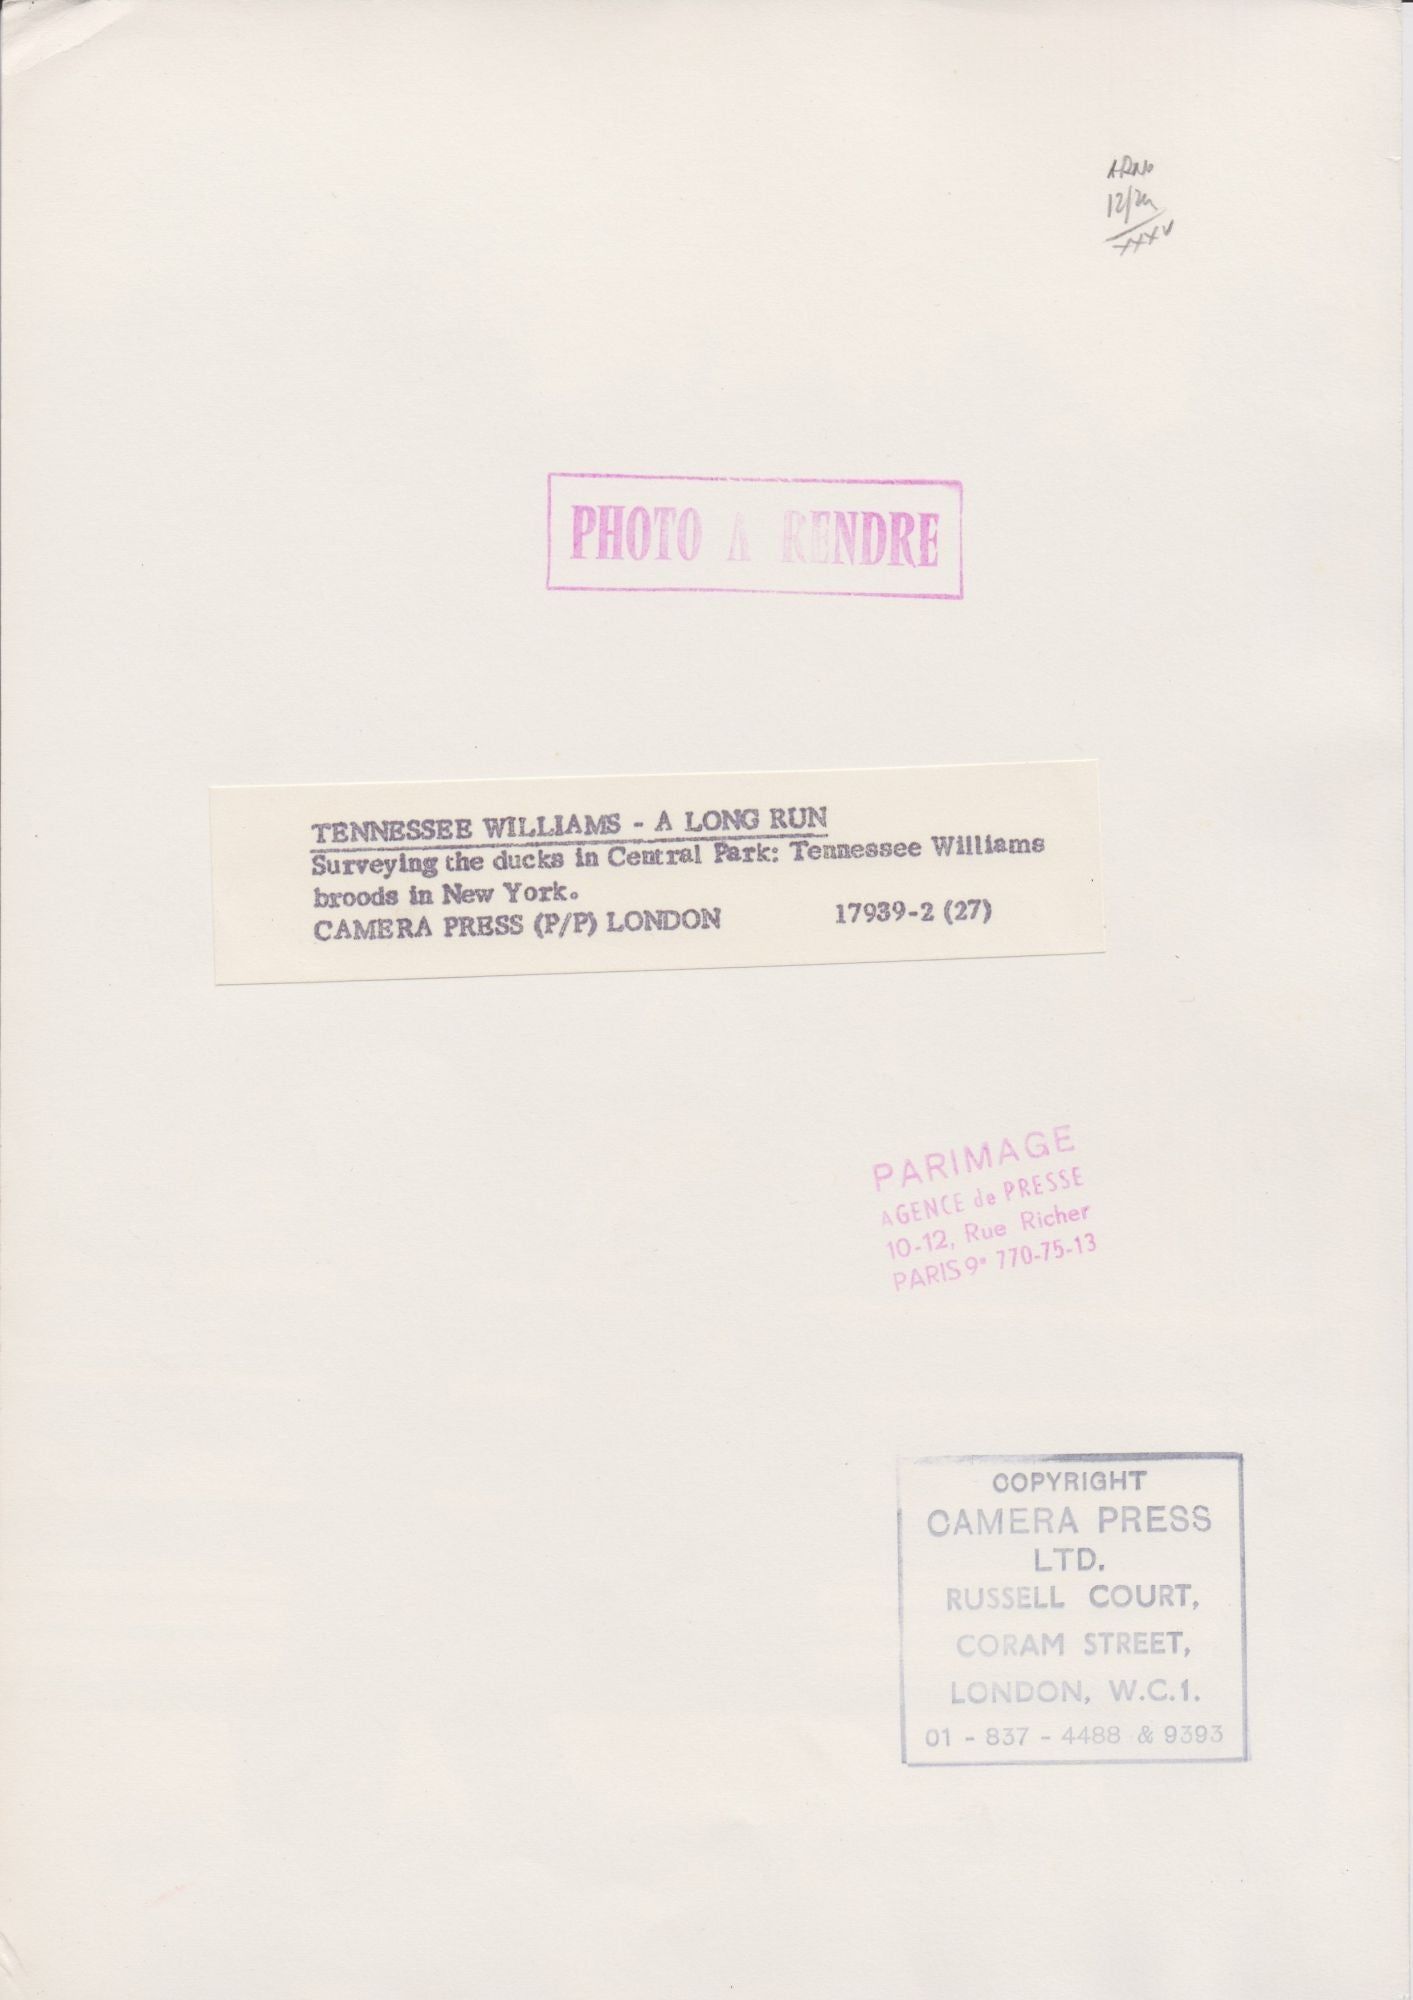 ARNO
PHOTO A RENDRE
TENNESSEE WILLIAMS - A LONG RUN
Surveying the ducks in Central Park: Tennessee Williams
broods in New York.
CAMERA PRESS (P/P) LONDON 17939-2 (27)
PARIMAGE
AGENCE de PRESSE
10-12, Rue Richer
PARIS 9e 770-75-13
COPYRIGHT
CAMERA PRESS
LTD.
RUSSELL COURT,
CORAM STREET,
LONDON, W.C.1.
01 - 837 - 4488 & 9393